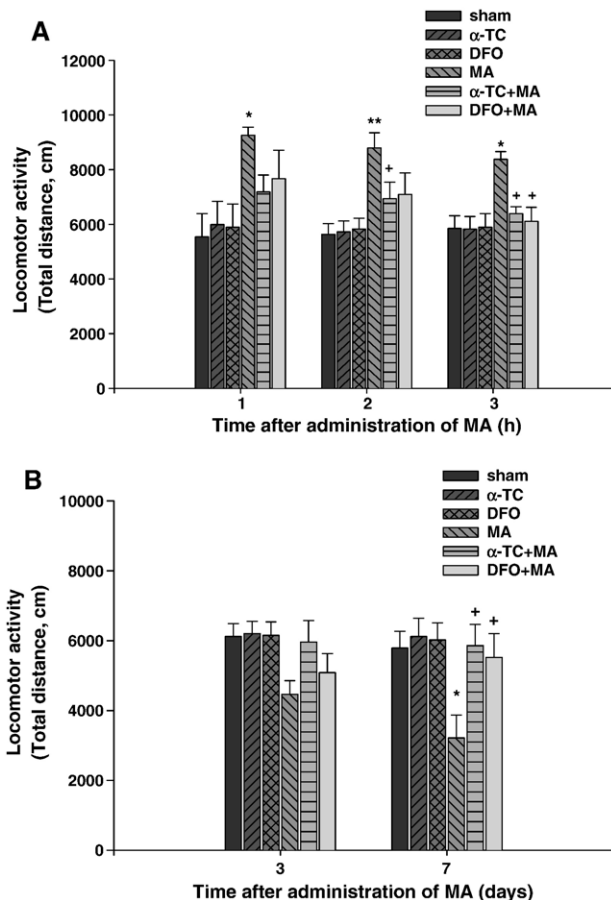 A
sham
α-TC
DFO
MA
α-TC+MA
DFO+MA
Locomotor activity
(Total distance, cm)
12000
10000
8000
6000
4000
2000
0
*
**
+
*
+ +
1 2 3
Time after administration of MA (h)
B
sham
α-TC
DFO
MA
α-TC+MA
DFO+MA
Locomotor activity
(Total distance, cm)
10000
8000
6000
4000
2000
0
*
+ +
3 7
Time after administration of MA (days)